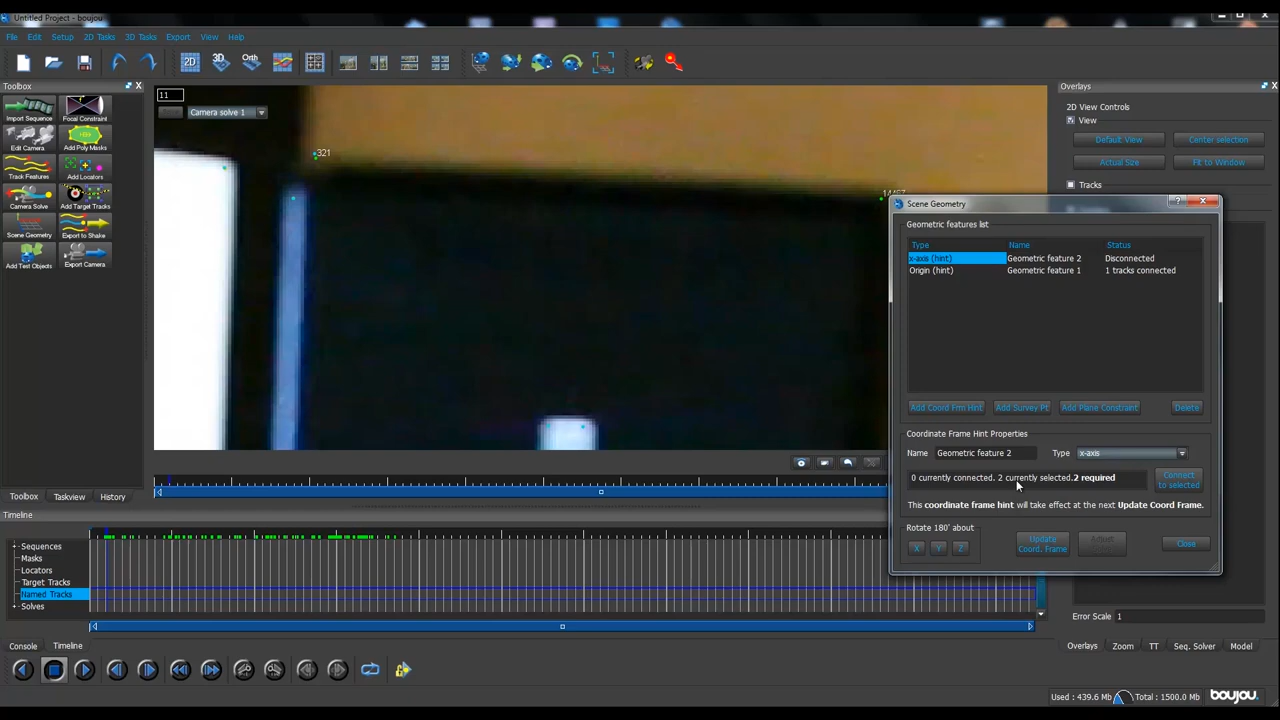 Untitled Project - boujou
File Edit Setup 2D Tasks 3D Tasks Export View Help
2D 3D Orth
Toolbox
Import Sequence Focal Constraint
Edit Camera Add Poly Masks
Track Features Add Locators
Camera Solve Add Target Tracks
Scene Geometry Export to Shake
Add Test Objects Export Camera
11
Camera solve 1
321
Overlays
2D View Controls
View
Default View Center selection
Actual Size Fit to Window
Tracks
Scene Geometry
Geometric features list
Type Name Status
x-axis (hint) Geometric feature 2 Disconnected
Origin (hint) Geometric feature 1 1 tracks connected
Add Coord Frm Hint Add Survey Pt Add Plane Constraint Delete
Coordinate Frame Hint Properties
Name Geometric feature 2 Type x-axis
0 currently connected. 2 currently selected.2 required
Connect to selected
This coordinate frame hint will take effect at the next Update Coord Frame.
Rotate 180° about
X Y Z
Update Coord. Frame
Close
Toolbox Taskview History
Timeline
Sequences
Masks
Locators
Target Tracks
Named Tracks
Solves
Error Scale 1
Console Timeline
Overlays Zoom TT Seq. Solver Model
Used : 439.6 Mb Total : 1500.0 Mb boujou